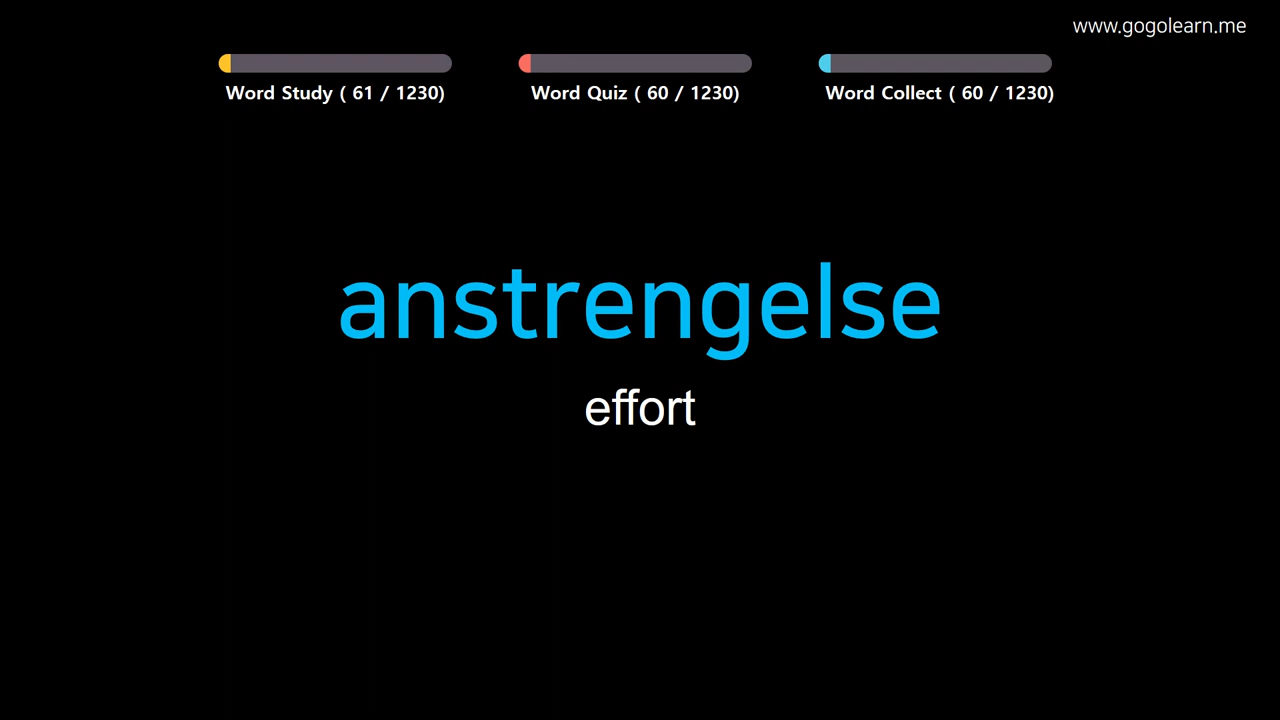 www.gogolearn.me
Word Study ( 61 / 1230)
Word Quiz ( 60 / 1230)
Word Collect ( 60 / 1230)
anstrengelse
effort